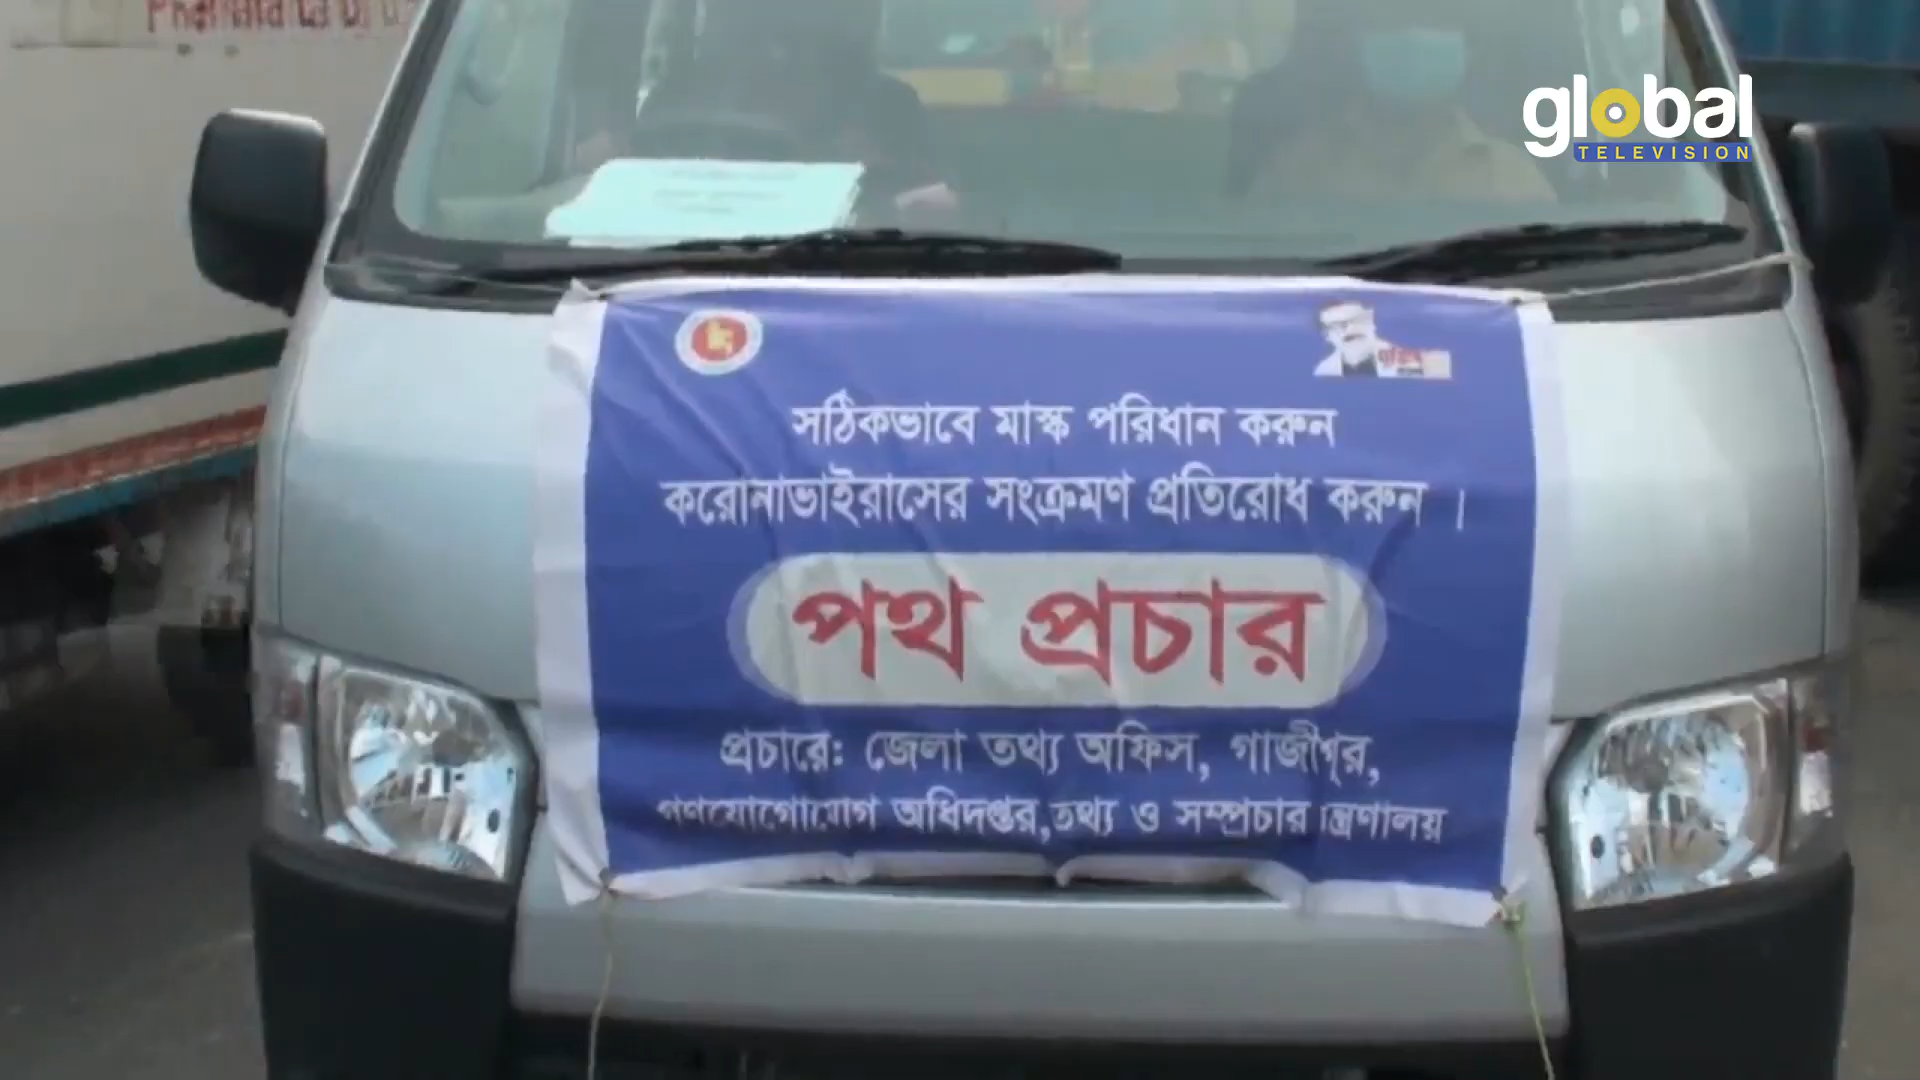 global
TELEVISION
সঠিকভাবে মাস্ক পরিধান করুন
করোনাভাইরাসের সংক্রমণ প্রতিরোধ করুন ।
পথ প্রচার
প্রচারে: জেলা তথ্য অফিস, গাজীপুর,
গণযোগাযোগ অধিদপ্তর, তথ্য ও সম্প্রচার মন্ত্রণালয়